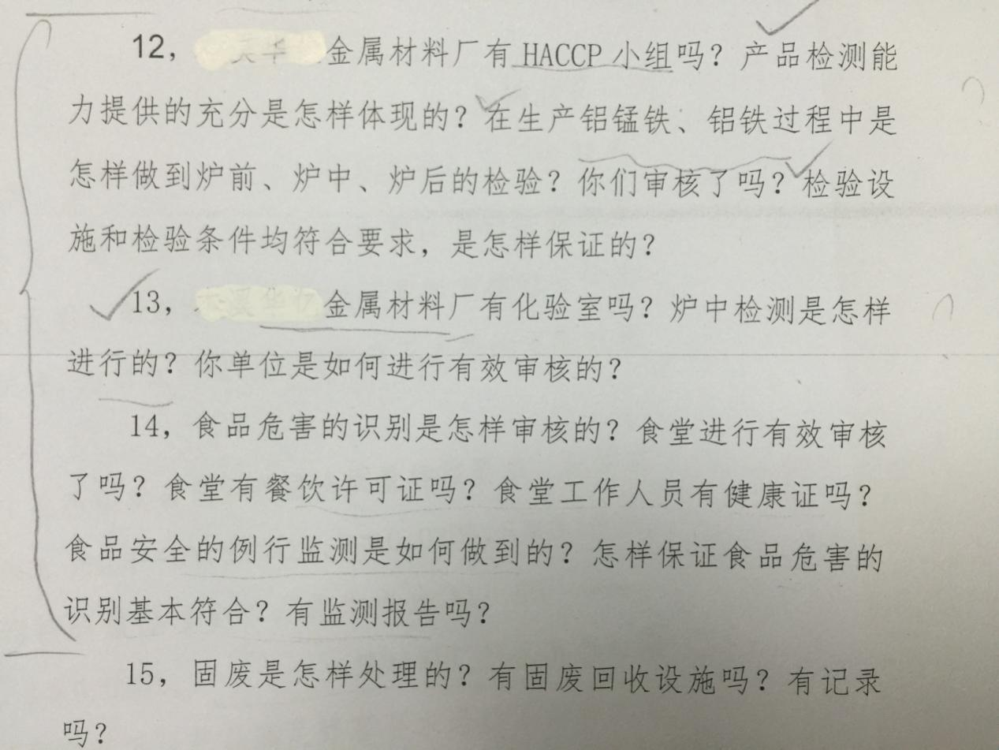 12, 金属材料厂有 HACCP 小组吗？产品检测能
力提供的充分是怎样体现的？在生产铝锰铁、铝铁过程中是
怎样做到炉前、炉中、炉后的检验？你们审核了吗？检验设
施和检验条件均符合要求，是怎样保证的？
13, 金属材料厂有化验室吗？炉中检测是怎样
进行的？你单位是如何进行有效审核的？
14, 食品危害的识别是怎样审核的？食堂进行有效审核
了吗？食堂有餐饮许可证吗？食堂工作人员有健康证吗？
食品安全的例行监测是如何做到的？怎样保证食品危害的
识别基本符合？有监测报告吗？
15, 固废是怎样处理的？有固废回收设施吗？有记录
吗？